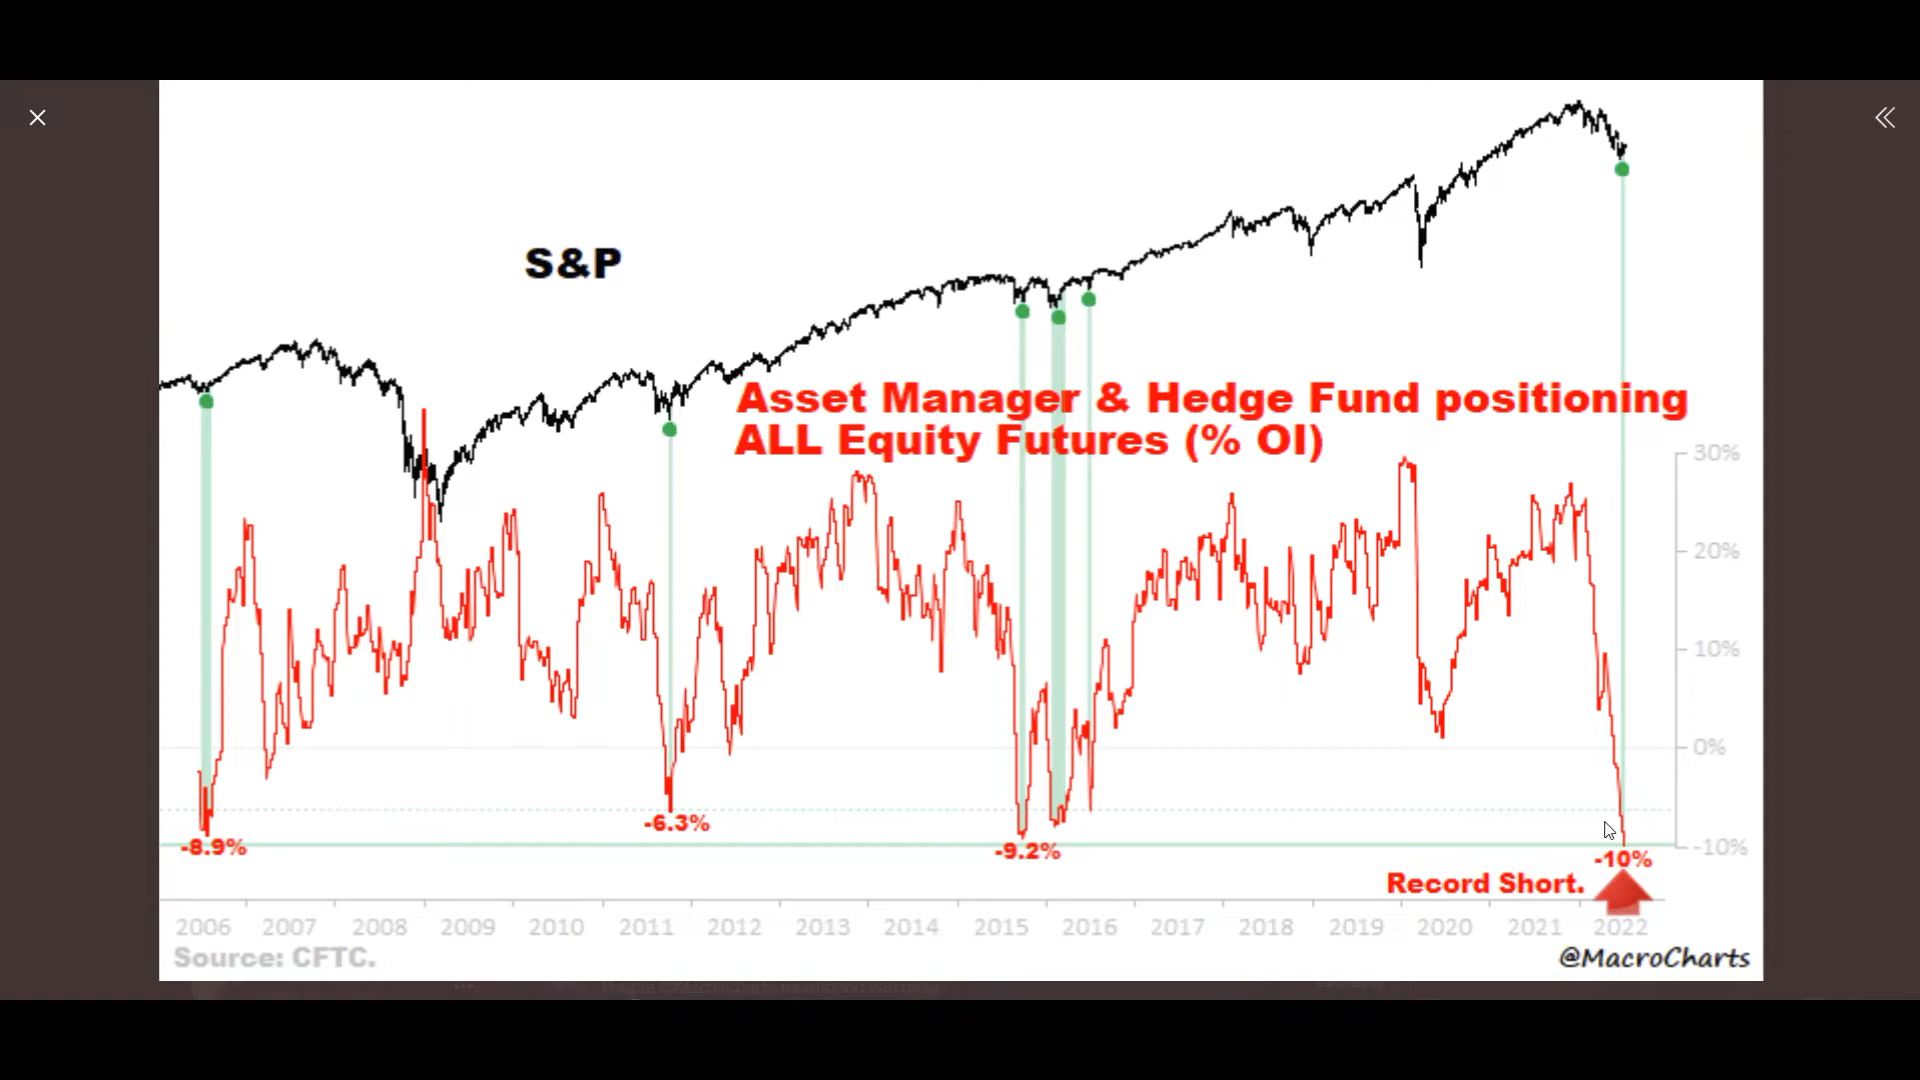 S&P
Asset Manager & Hedge Fund positioning
ALL Equity Futures (% OI)
30%
20%
10%
0%
-10%
-8.9%
-6.3%
-9.2%
-10%
Record Short.
2006 2007 2008 2009 2010 2011 2012 2013 2014 2015 2016 2017 2018 2019 2020 2021 2022
Source: CFTC.
@MacroCharts